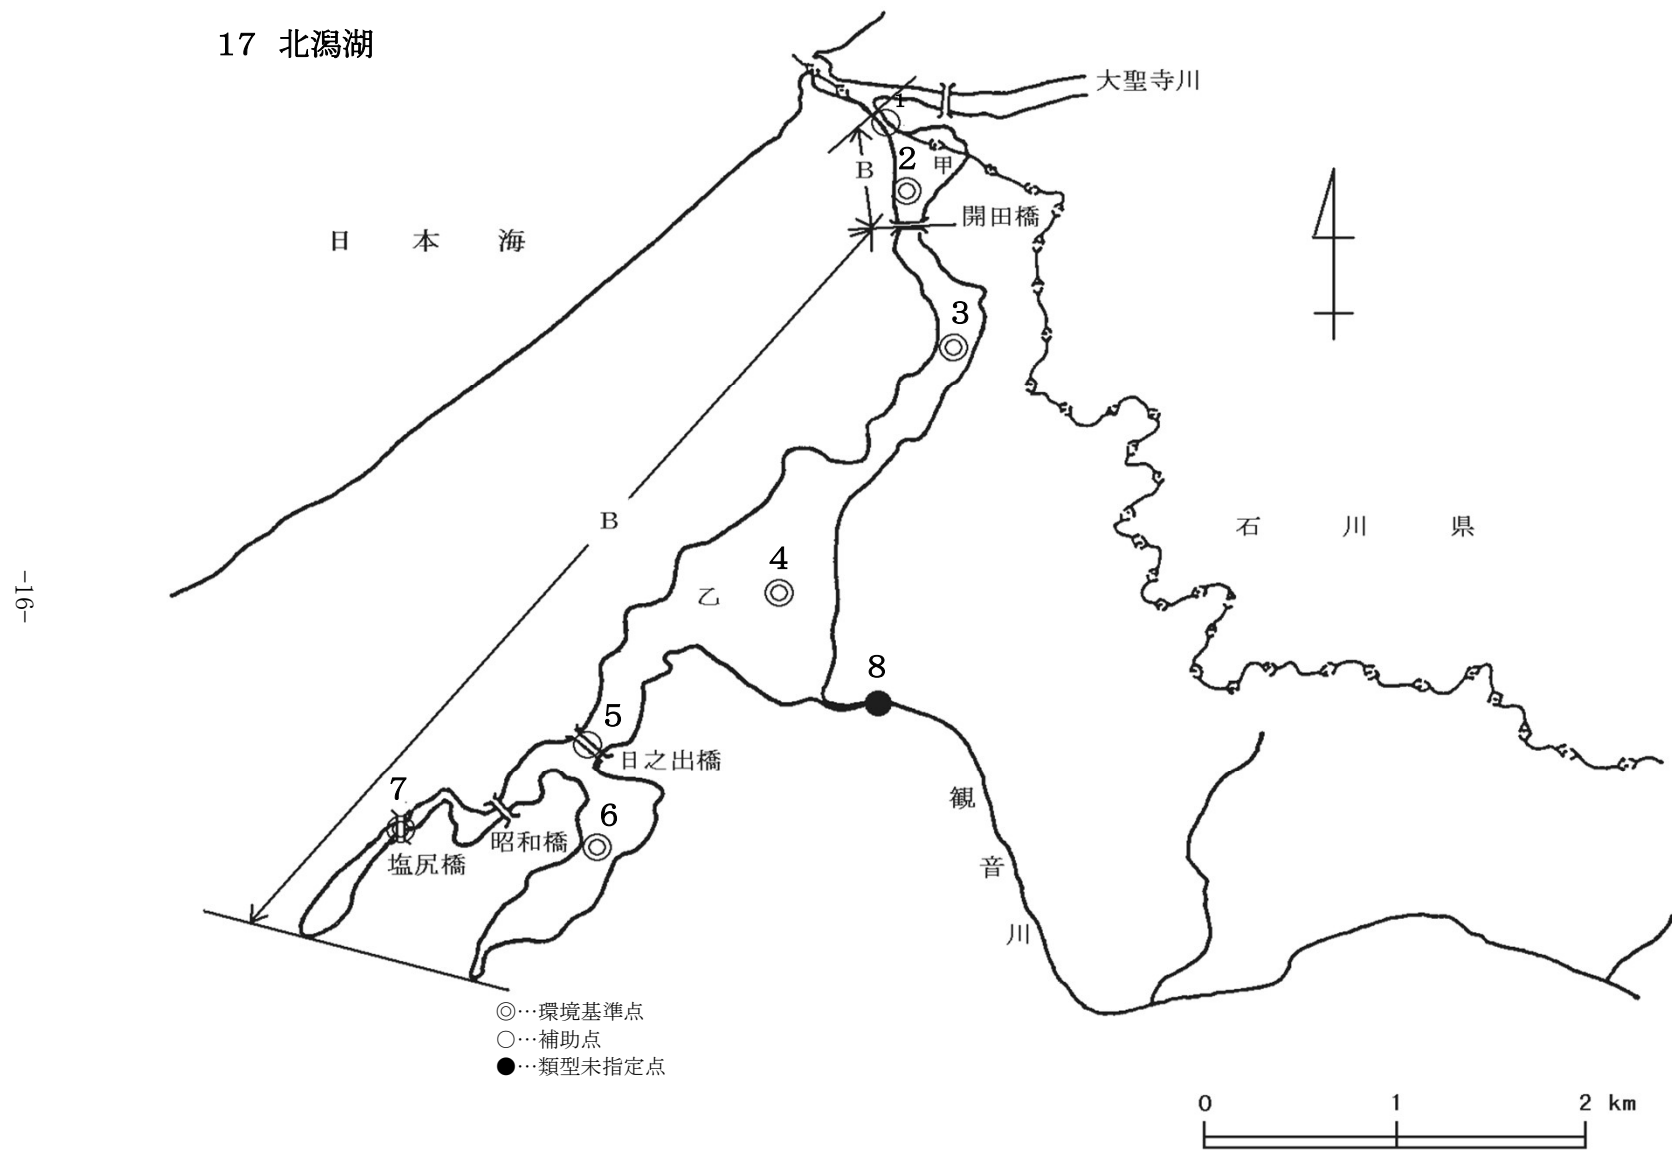 17 北潟湖
大聖寺川
1
2
甲
B
開田橋
日本海
3
B
石川県
4
乙
8
5
日之出橋
7
6
昭和橋
塩尻橋
観音川
◎…環境基準点
○…補助点
●…類型未指定点
0 1 2 km
-16-